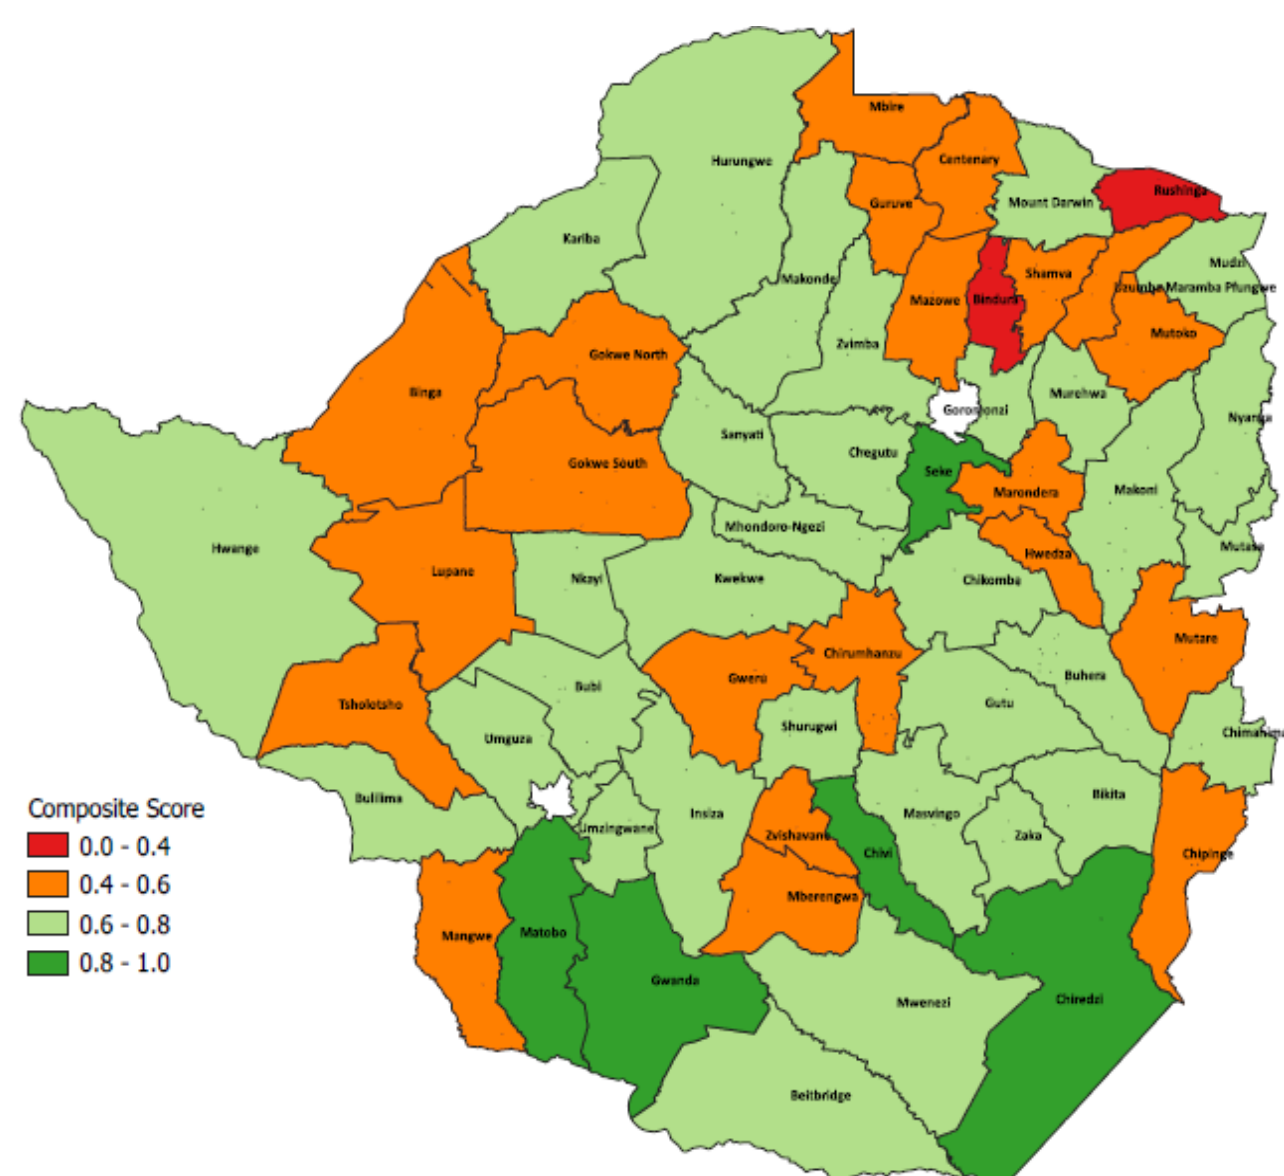 Mbire
Hurungwe
Centenary
Rushinga
Guruve
Mount Darwin
Kariba
Mudzi
Makonde
Shamva
Maramba Pfungwe
Mazowe
Bindura
Mutoko
Zvimba
Gokwe North
Binga
Murehwa
Goromonzi
Nyanga
Sanyati
Chegutu
Gokwe South
Seke
Marondera
Makoni
Mhondoro-Ngezi
Hwange
Mutasa
Hwedza
Lupane
Nkayi
Kwekwe
Chikomba
Mutare
Chirumhanzu
Buhera
Gweru
Bubi
Tsholotsho
Gutu
Shurugwi
Chimanima
Umguza
Bulilima
Bikita
Composite Score
Insiza
Masvingo
Umzingwane
Zvishavane
Zaka
0.0 - 0.4
Chivi
Chipinge
0.4 - 0.6
Mberengwa
0.6 - 0.8
Mangwe
Matobo
0.8 - 1.0
Gwanda
Mwenezi
Chiredzi
Beitbridge